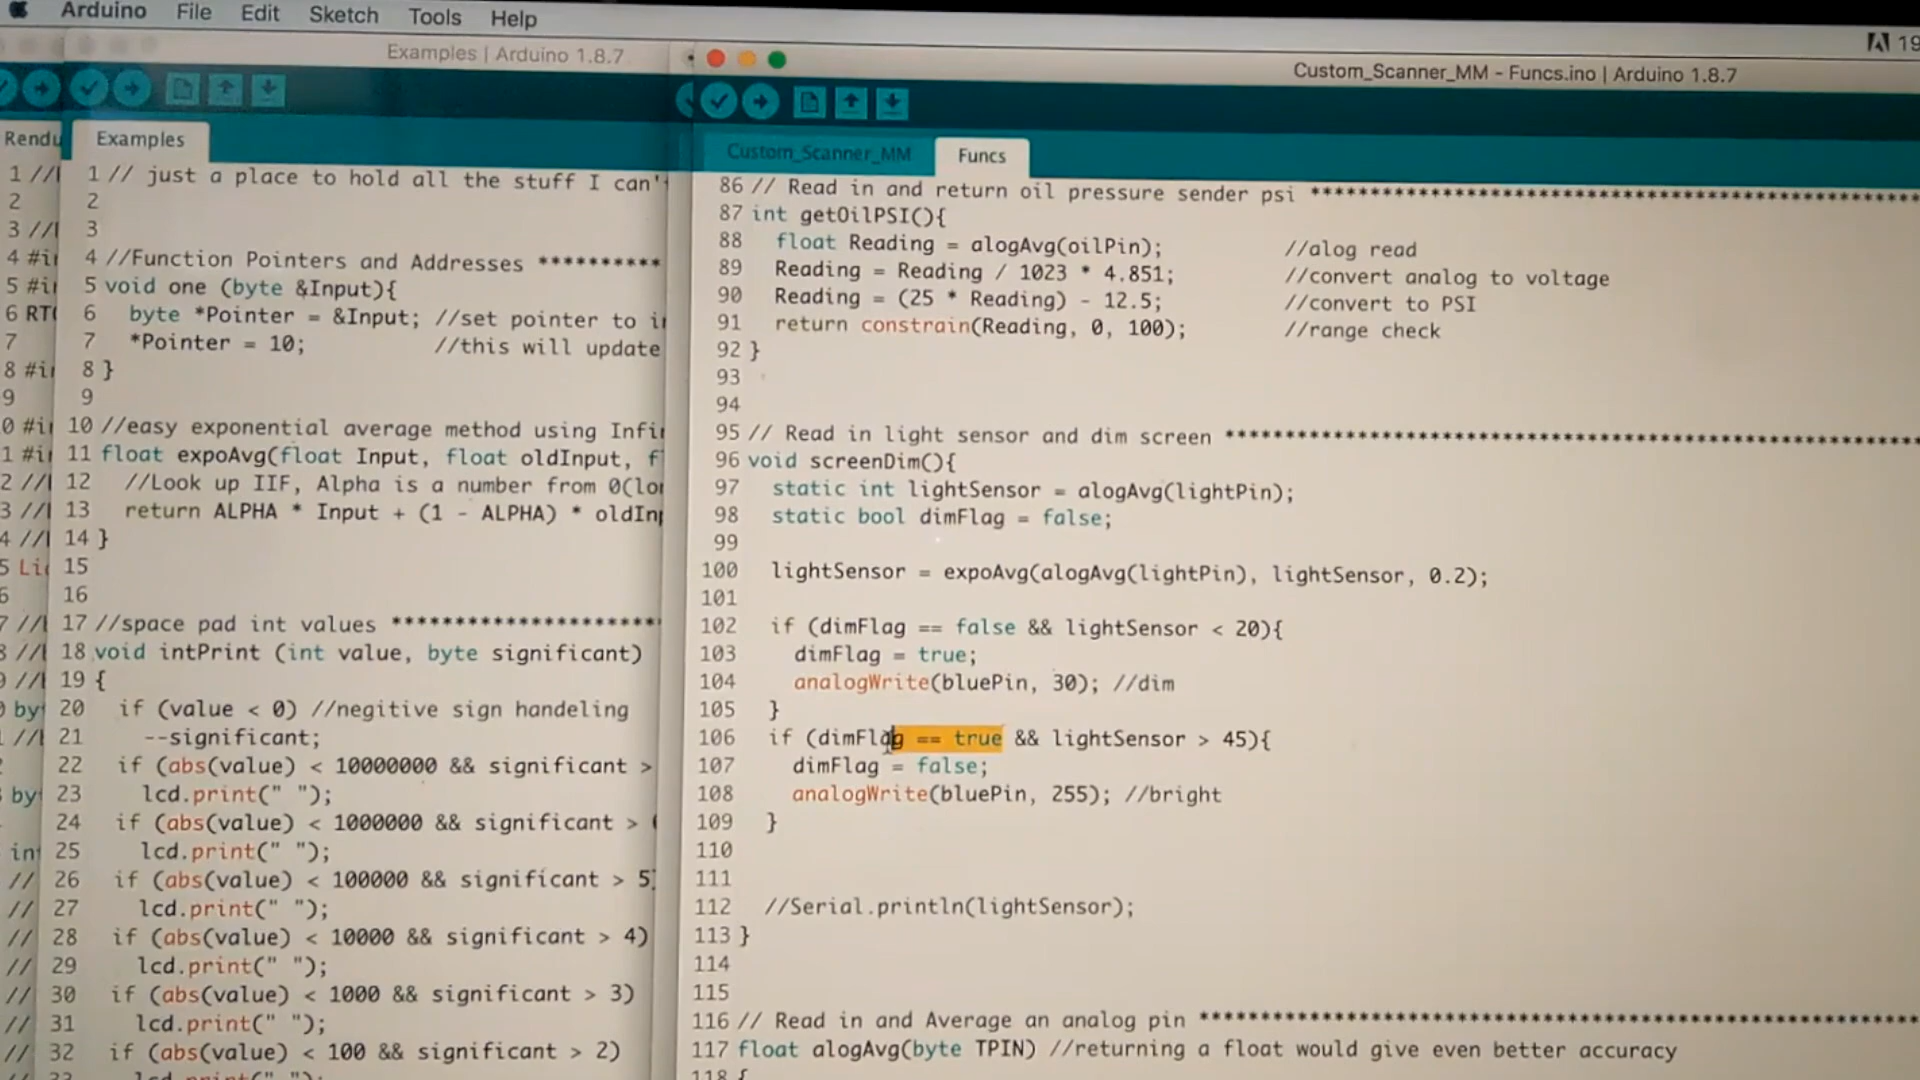 Arduino File Edit Sketch Tools Help
19
Examples | Arduino 1.8.7
Custom_Scanner_MM - Funcs.ino | Arduino 1.8.7
Examples
Custom_Scanner_MM Funcs
1 // just a place to hold all the stuff I can'
2
3
4 //Function Pointers and Addresses **********
5 void one (byte &Input){
6 byte *Pointer = &Input; //set pointer to i
7 *Pointer = 10; //this will update
8 }
9
10 //easy exponential average method using Infi
11 float expoAvg(float Input, float oldInput, f
12 //Look up IIF, Alpha is a number from 0(lo
13 return ALPHA * Input + (1 - ALPHA) * oldInp
14 }
15
16
17 //space pad int values **********************
18 void intPrint (int value, byte significant)
19 {
20 if (value < 0) //negitive sign handeling
21 --significant;
22 if (abs(value) < 10000000 && significant >
23 lcd.print(" ");
24 if (abs(value) < 1000000 && significant >
25 lcd.print(" ");
26 if (abs(value) < 100000 && significant > 5
27 lcd.print(" ");
28 if (abs(value) < 10000 && significant > 4)
29 lcd.print(" ");
30 if (abs(value) < 1000 && significant > 3)
31 lcd.print(" ");
32 if (abs(value) < 100 && significant > 2)
86 // Read in and return oil pressure sender psi **************************************************
87 int getOilPSI(){
88 float Reading = alogAvg(oilPin); //alog read
89 Reading = Reading / 1023 * 4.851; //convert analog to voltage
90 Reading = (25 * Reading) - 12.5; //convert to PSI
91 return constrain(Reading, 0, 100); //range check
92 }
93
94
95 // Read in light sensor and dim screen *********************************************************
96 void screenDim(){
97 static int lightSensor = alogAvg(lightPin);
98 static bool dimFlag = false;
99
100 lightSensor = expoAvg(alogAvg(lightPin), lightSensor, 0.2);
101
102 if (dimFlag == false && lightSensor < 20){
103 dimFlag = true;
104 analogWrite(bluePin, 30); //dim
105 }
106 if (dimFlag == true && lightSensor > 45){
107 dimFlag = false;
108 analogWrite(bluePin, 255); //bright
109 }
110
111
112 //Serial.println(lightSensor);
113 }
114
115
116 // Read in and Average an analog pin ***********************************************************
117 float alogAvg(byte TPIN) //returning a float would give even better accuracy
118 {